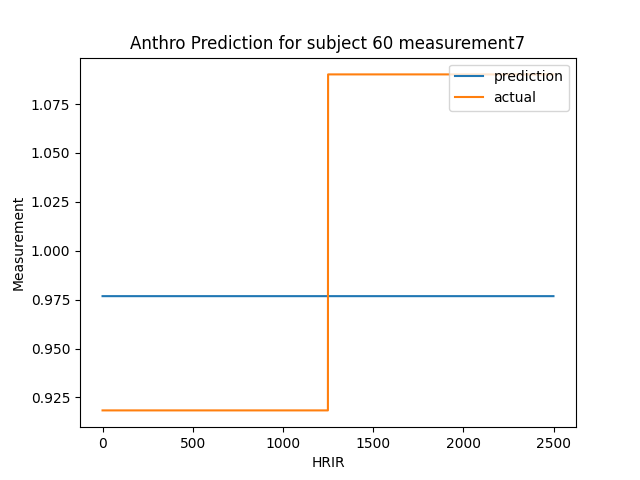 Anthro Prediction for subject 60 measurement7
prediction
actual
1.075
1.050
1.025
1.000
0.975
0.950
0.925
Measurement
0
500
1000
1500
2000
2500
HRIR